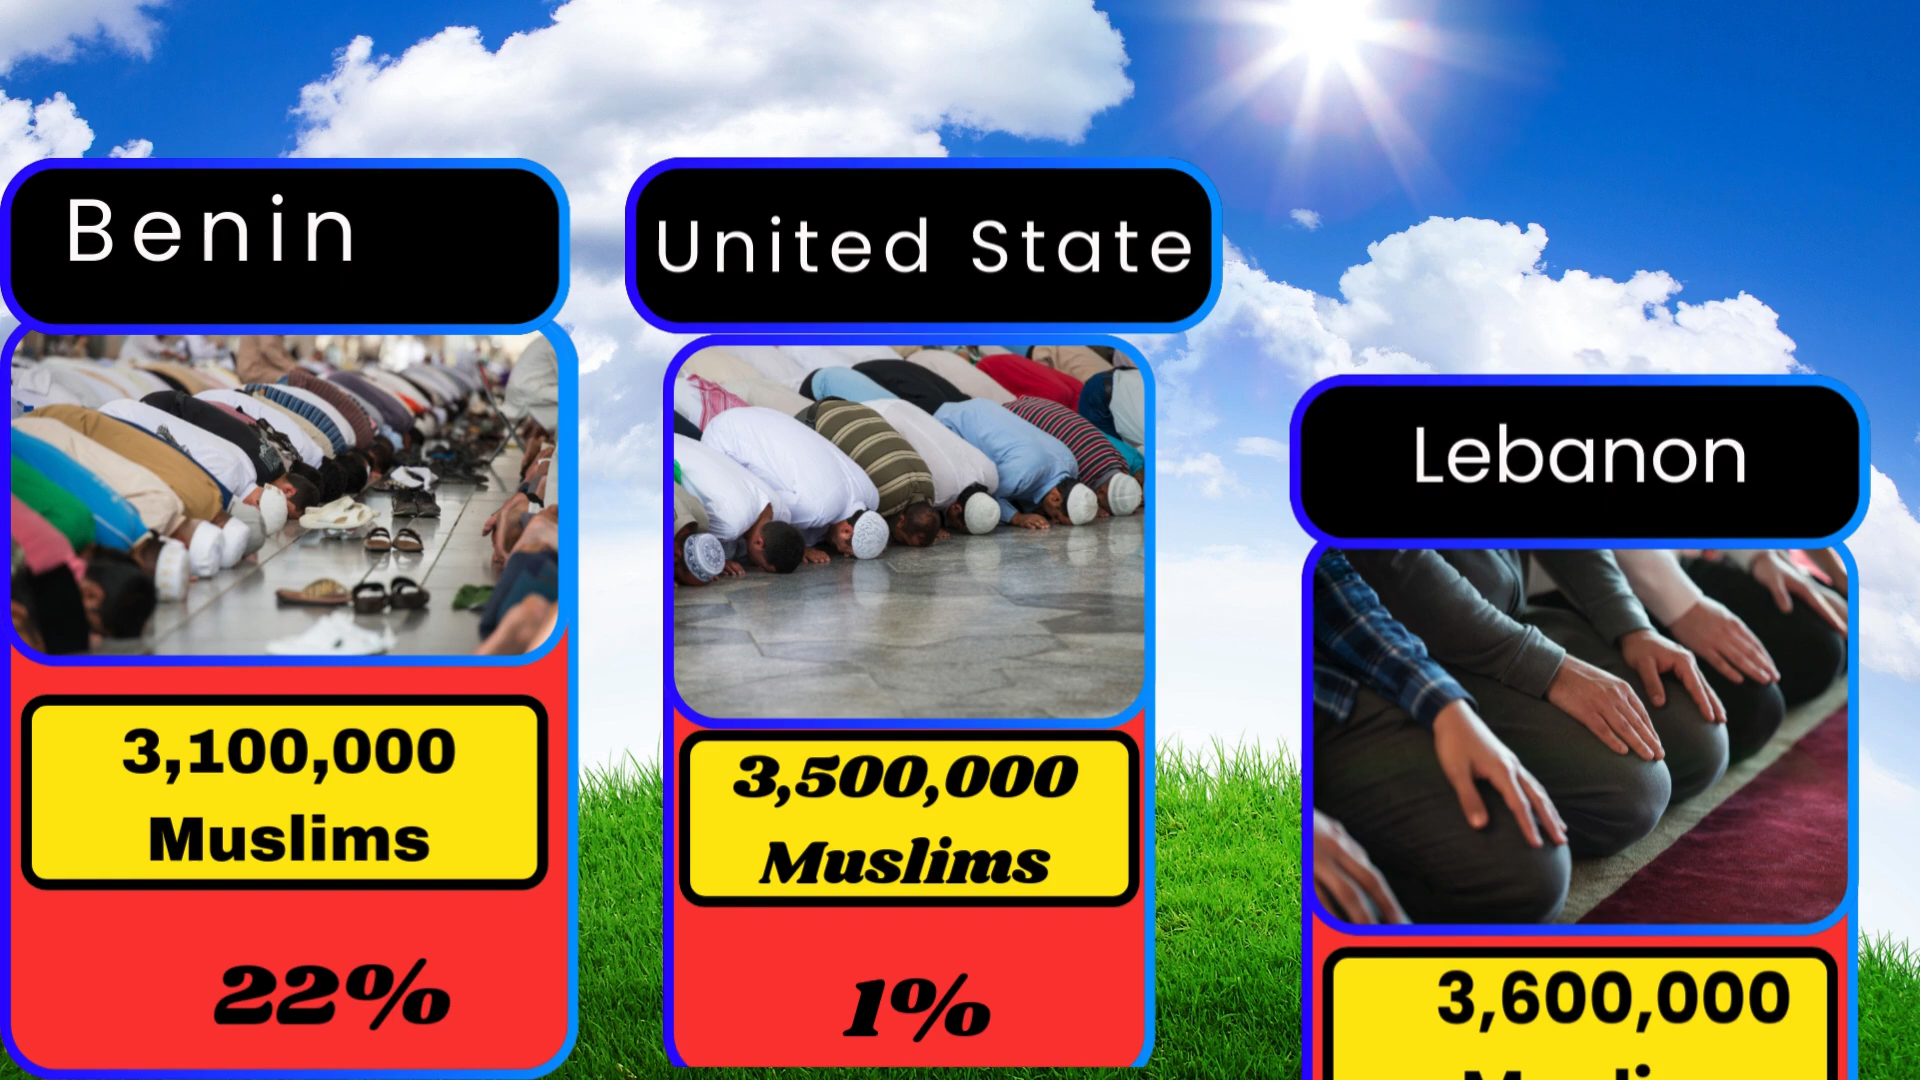 Benin
3,100,000
Muslims
22%
United State
3,500,000
Muslims
1%
Lebanon
3,600,000